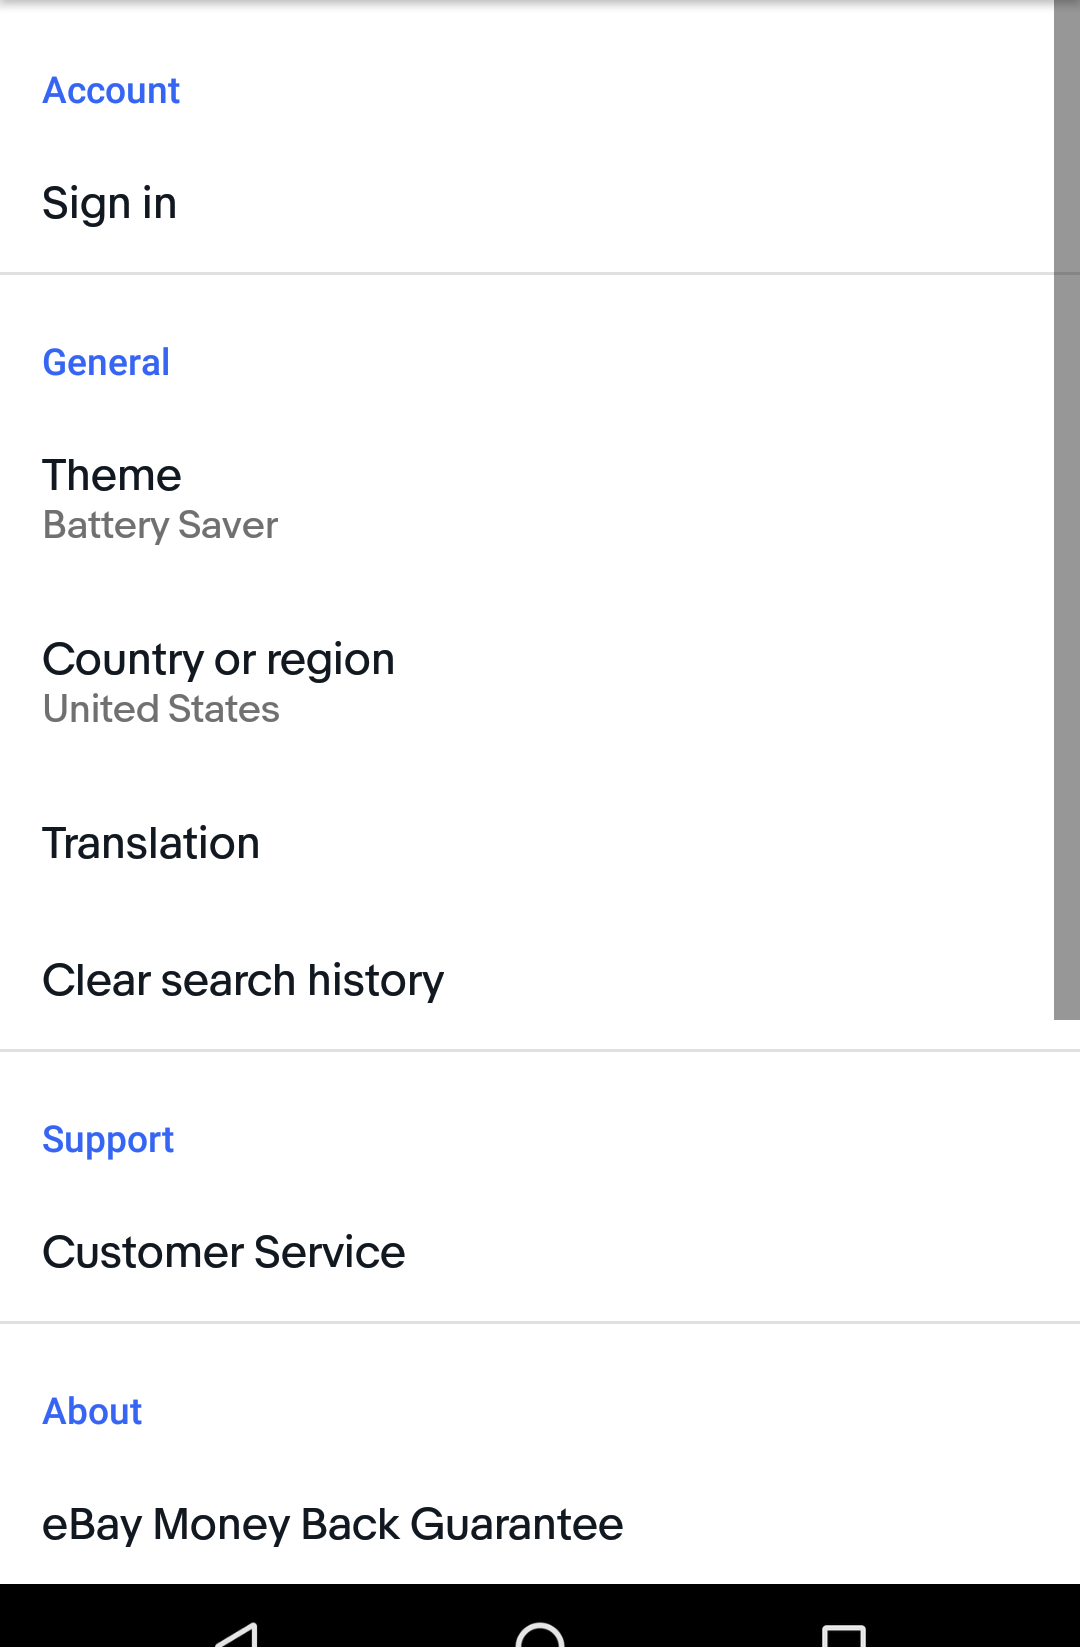 Account
Sign in
General
Theme
Battery Saver
Country or region
United States
Translation
Clear search history
Support
Customer Service
About
eBay Money Back Guarantee